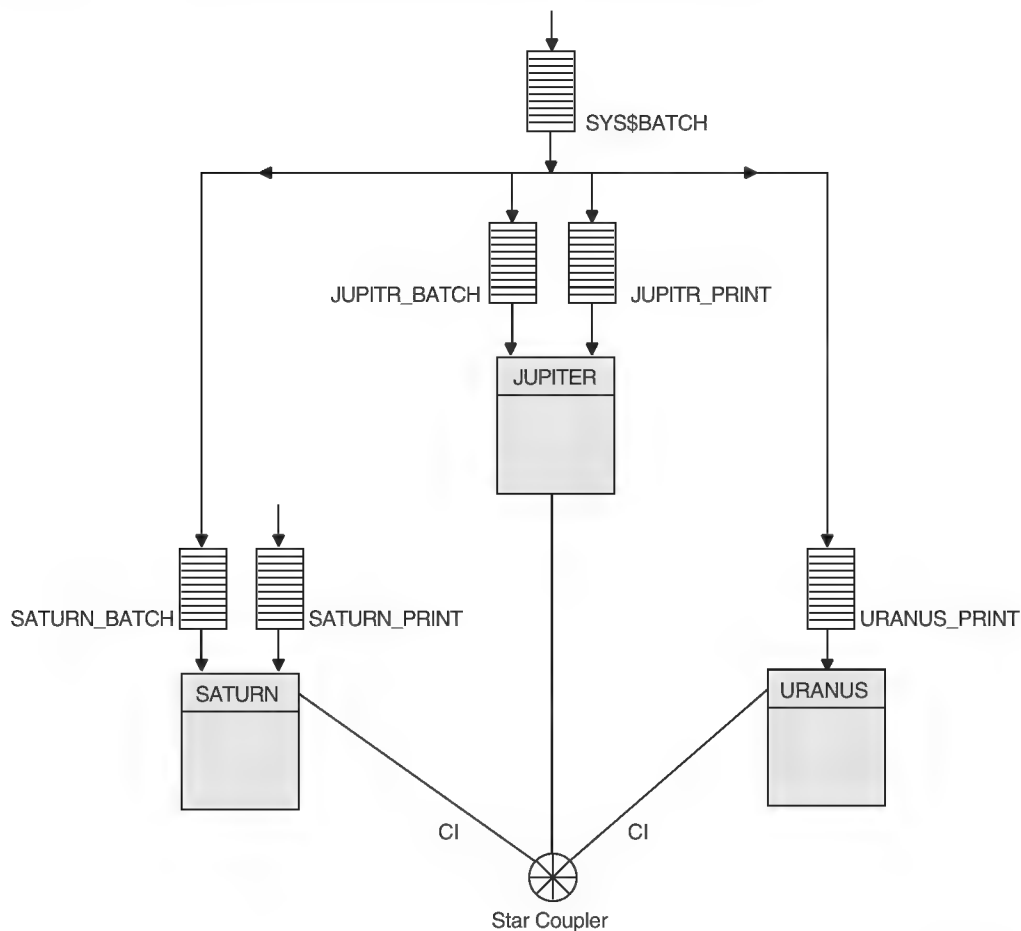 SYS$BATCH
JUPITR_BATCH
JUPITR_PRINT
JUPITER
SATURN_BATCH
SATURN_PRINT
URANUS_PRINT
SATURN
URANUS
CI
CI
Star Coupler